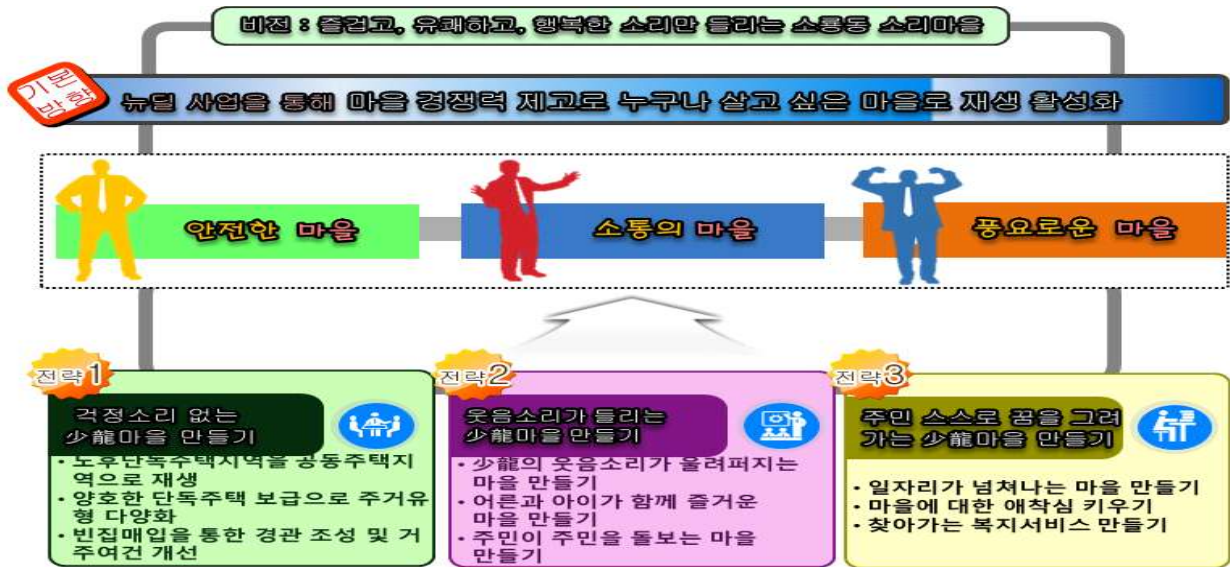 비전 : 즐겁고, 유쾌하고, 행복한 소리만 들리는 소룡동 소리마을
기본
방향
뉴딜 사업을 통해 마을 경쟁력 제고로 누구나 살고 싶은 마을로 재생 활성화
안전한 마을
소통의 마을
풍요로운 마을
전략1
걱정소리 없는
少龍마을 만들기
• 노후단독주택지역을 공동주택지
역으로 재생
• 양호한 단독주택 보급으로 주거유
형 다양화
• 빈집매입을 통한 경관 조성 및 거
주여건 개선
전략2
웃음소리가 들리는
少龍마을 만들기
• 少龍의 웃음소리가 울려퍼지는
마을 만들기
• 어른과 아이가 함께 즐거운
마을 만들기
• 주민이 주민을 돌보는 마을
만들기
전략3
주민 스스로 꿈을 그려
가는 少龍마을 만들기
• 일자리가 넘쳐나는 마을 만들기
• 마을에 대한 애착심 키우기
• 찾아가는 복지서비스 만들기